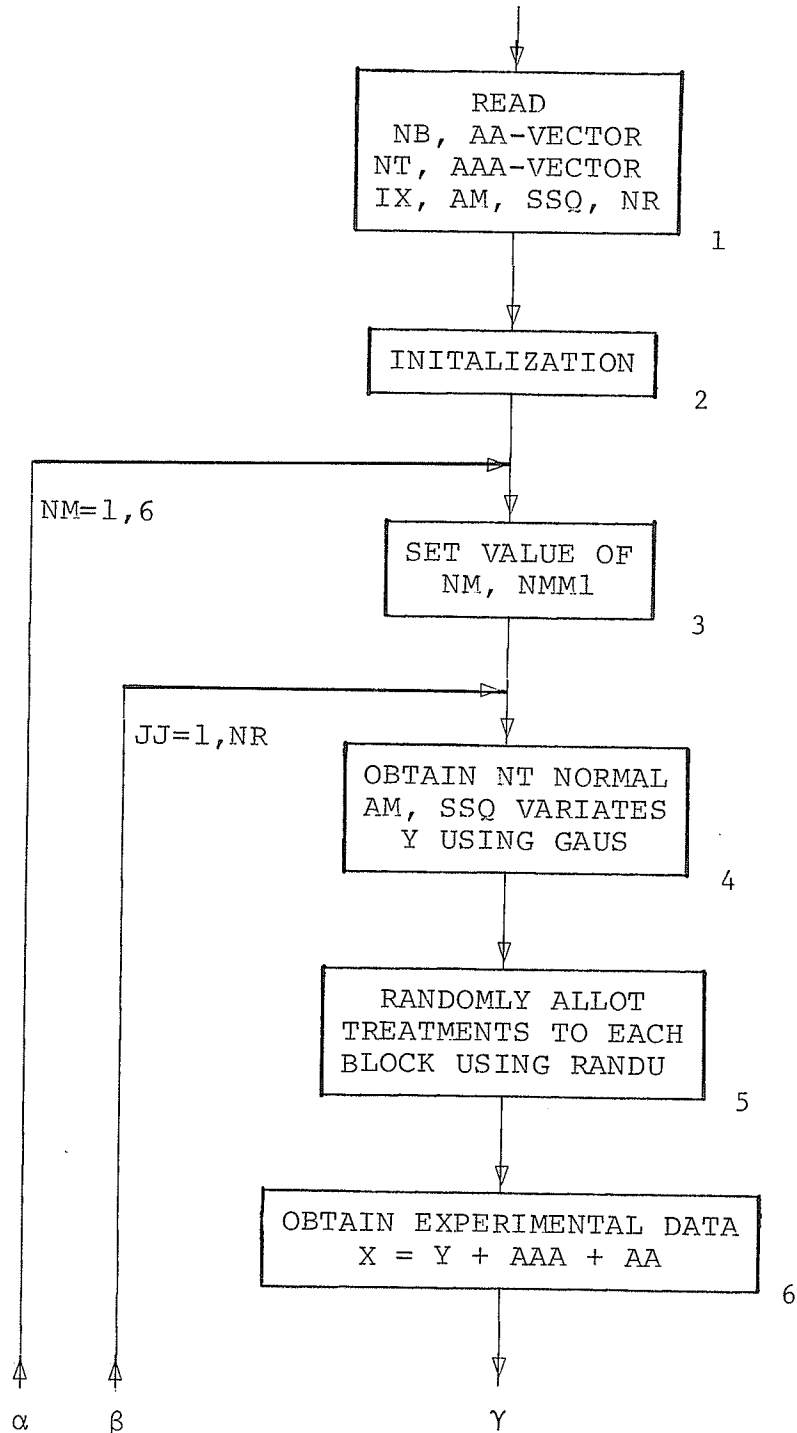 READ
NB, AA-VECTOR
NT, AAA-VECTOR
IX, AM, SSQ, NR
1
INITALIZATION
2
NM=1,6
SET VALUE OF
NM, NMM1
3
JJ=1,NR
OBTAIN NT NORMAL
AM, SSQ VARIATES
Y USING GAUS
4
RANDOMLY ALLOT
TREATMENTS TO EACH
BLOCK USING RANDU
5
OBTAIN EXPERIMENTAL DATA
X = Y + AAA + AA
6
α β γ